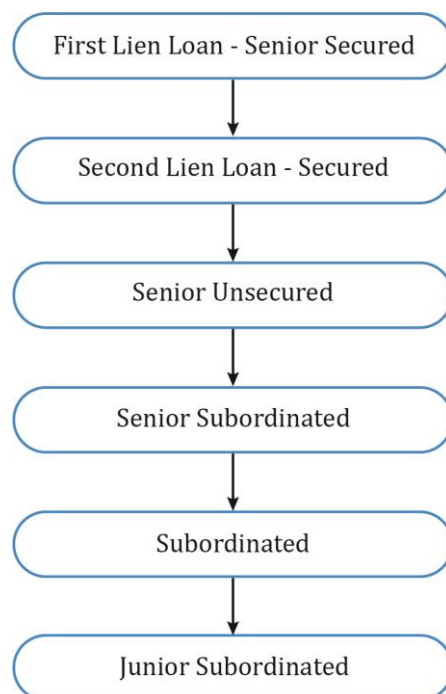 First Lien Loan - Senior Secured
Second Lien Loan - Secured
Senior Unsecured
Senior Subordinated
Subordinated
Junior Subordinated